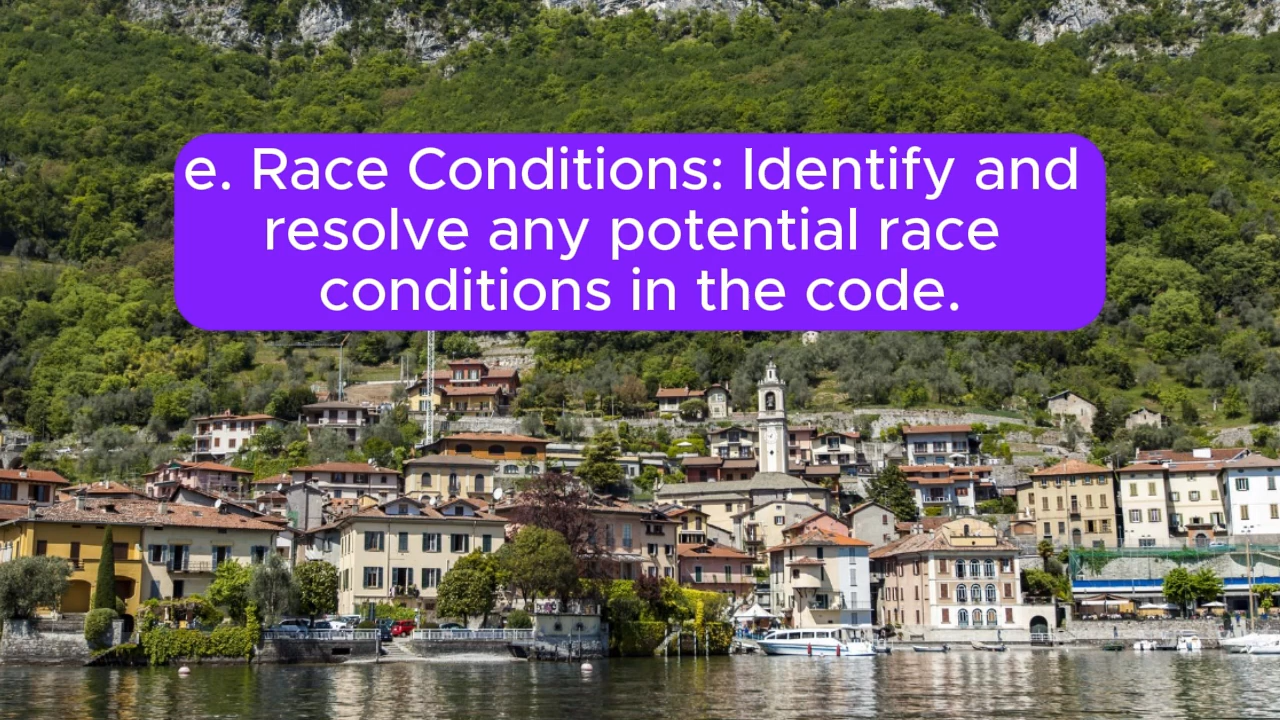 e. Race Conditions: Identify and
resolve any potential race
conditions in the code.